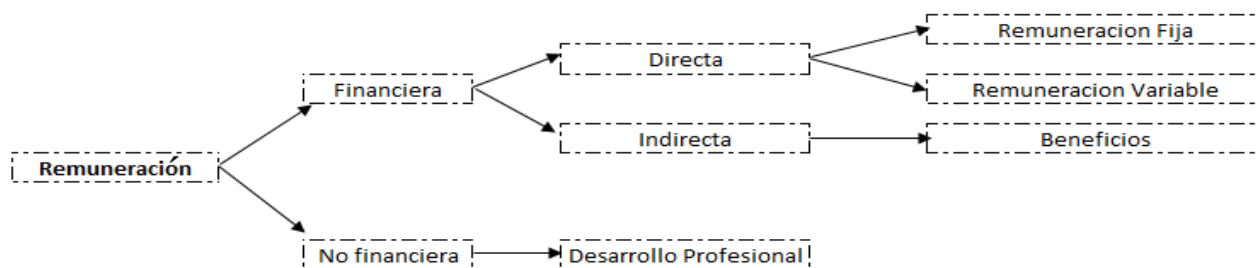 Remuneración
Financiera
No financiera
Directa
Indirecta
Desarrollo Profesional
Remuneracion Fija
Remuneracion Variable
Beneficios